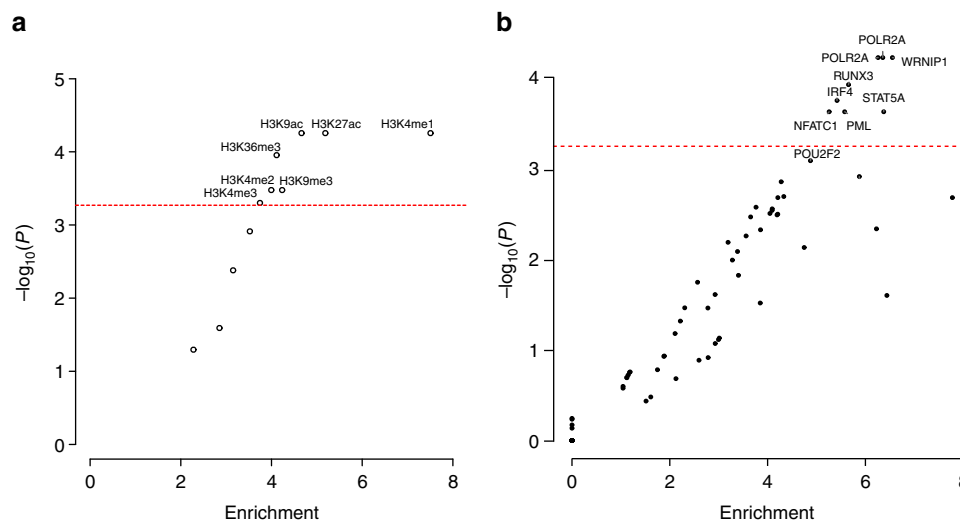 a
5
4
3
2
1
0
–log10(P)
H3K9ac
H3K27ac
H3K4me1
H3K36me3
H3K4me2
H3K9me3
H3K4me3
0
2
4
6
8
Enrichment
b
4
3
2
1
0
–log10(P)
POLR2A
POLR2A
WRNIP1
RUNX3
IRF4
STAT5A
NFATC1
PML
POU2F2
0
2
4
6
8
Enrichment